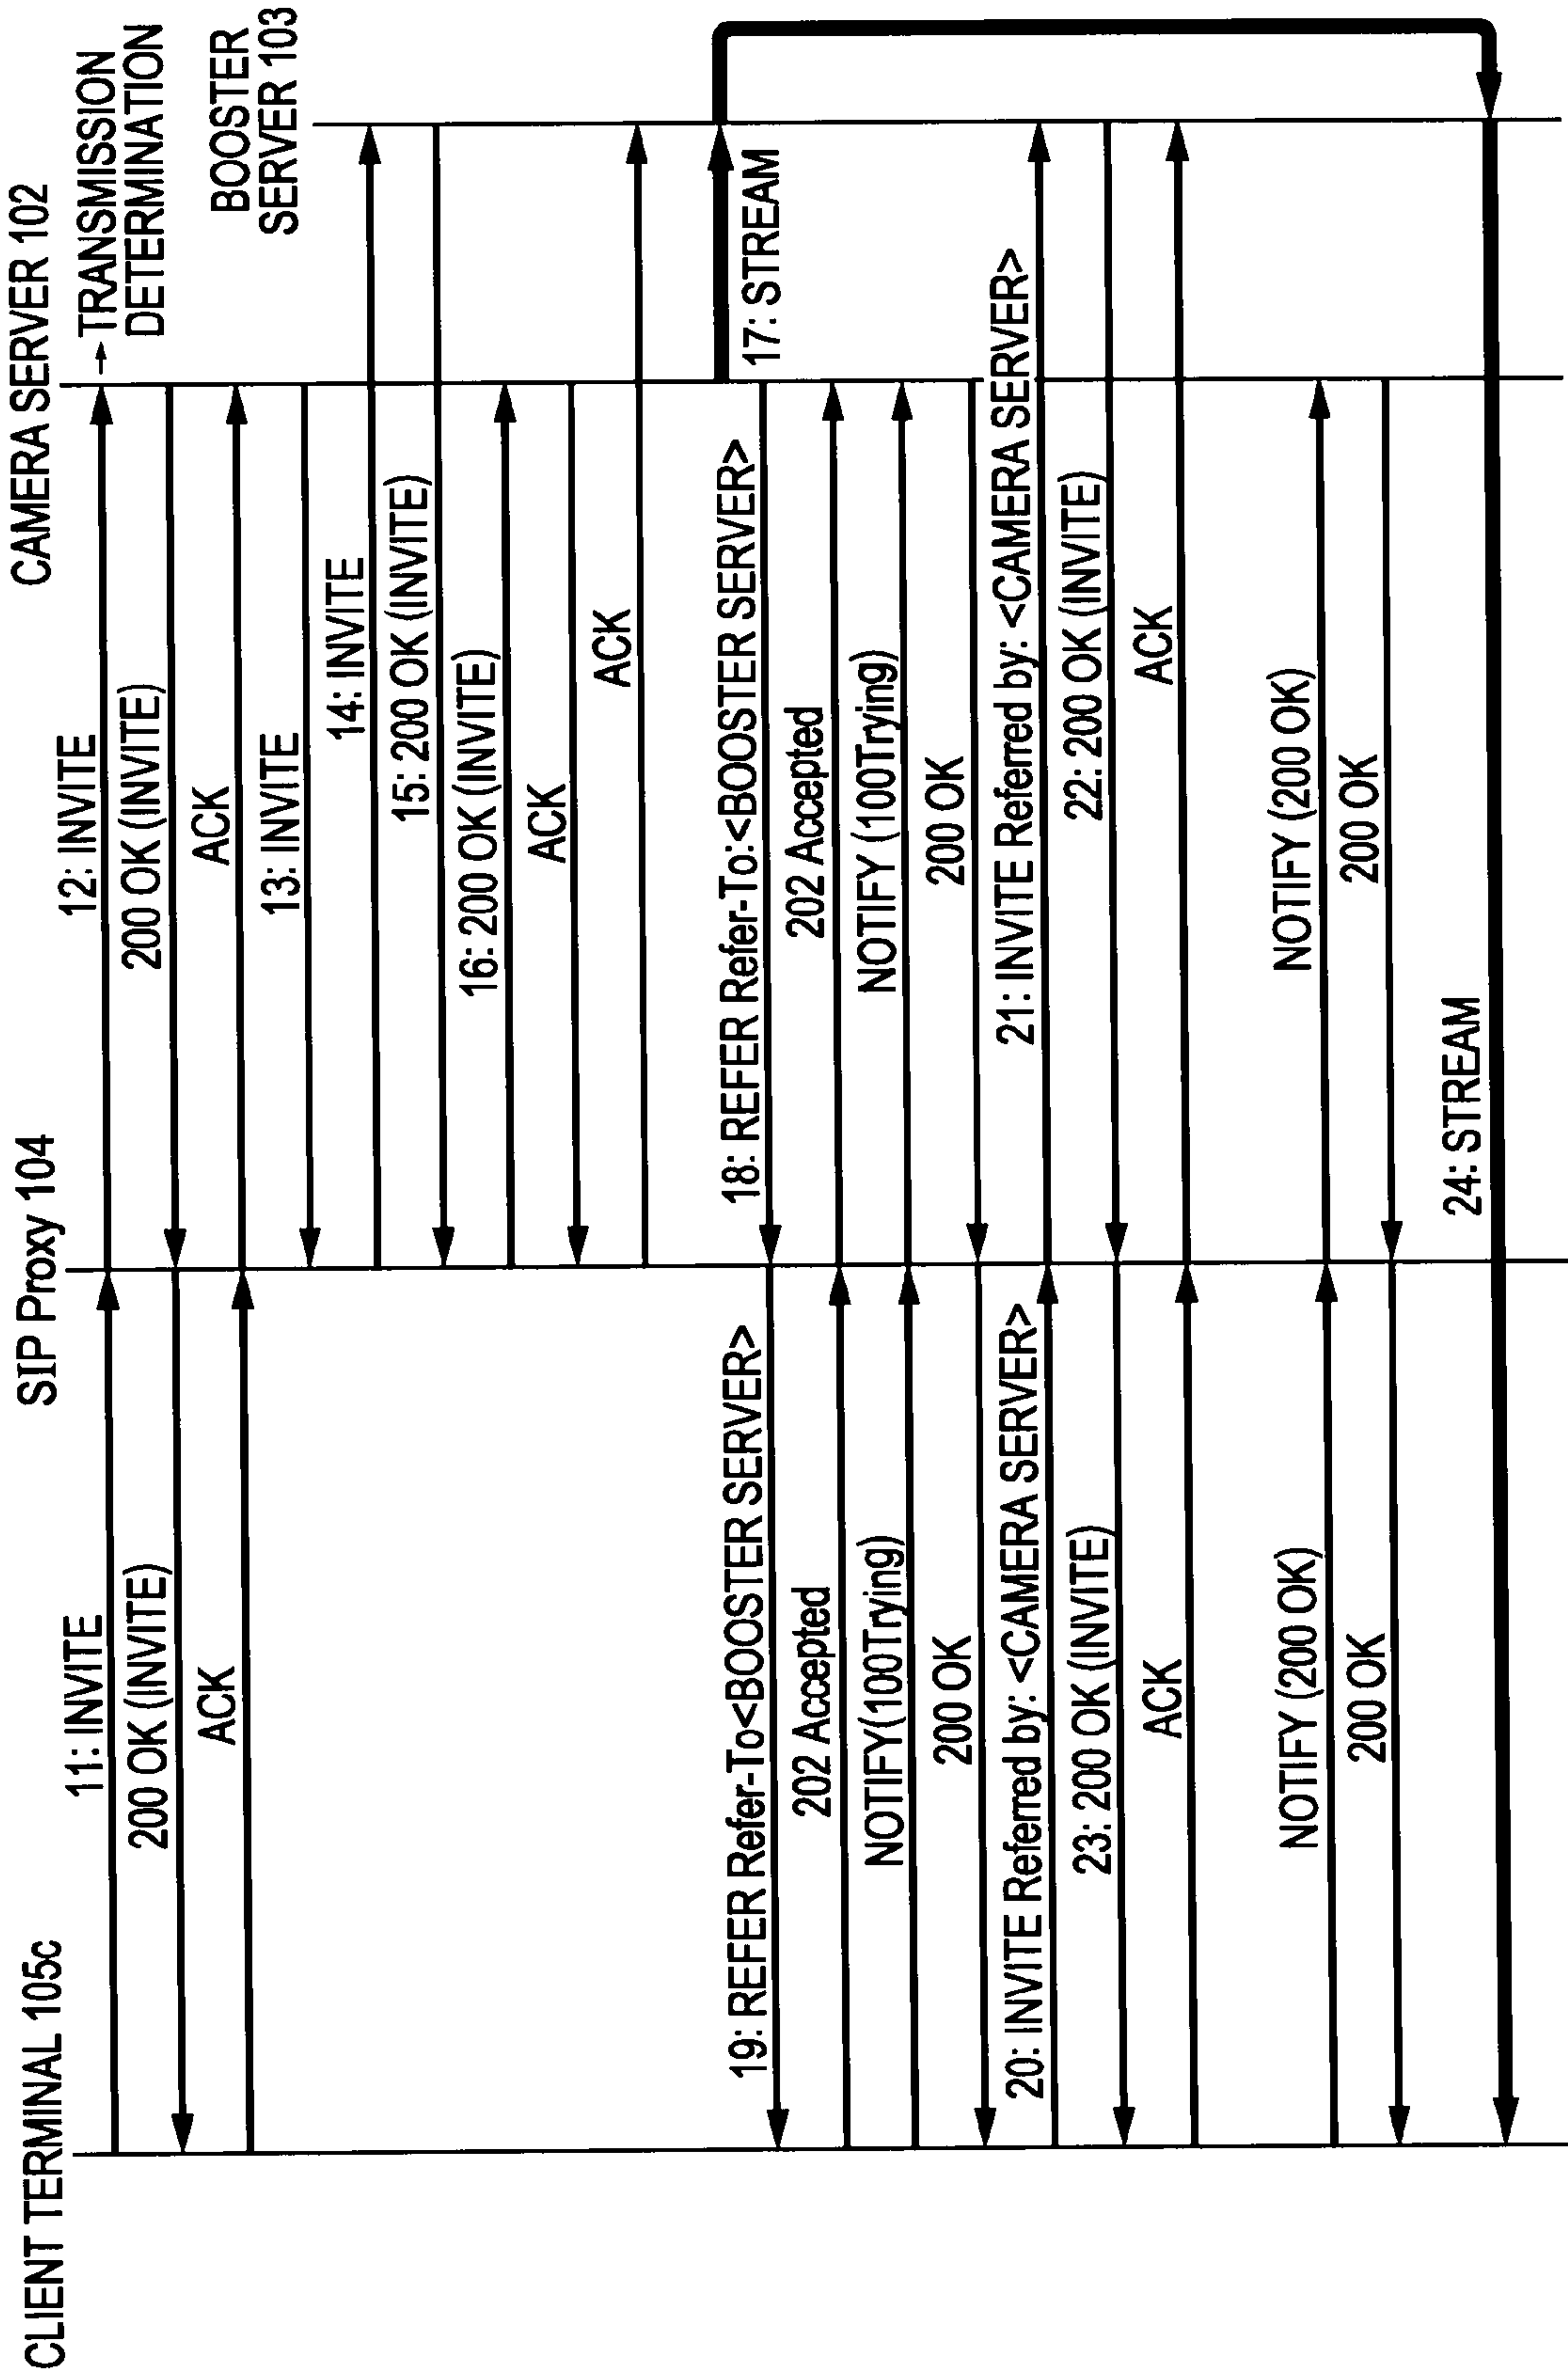 CLIENT TERMINAL 105c
SIP Proxy 104
CAMERA SERVER 102
→ TRANSMISSION
DETERMINATION
BOOSTER
SERVER 103
11: INVITE
12: INVITE
200 OK (INVITE)
200 OK (INVITE)
ACK
ACK
13: INVITE
14: INVITE
15: 200 OK (INVITE)
16: 200 OK (INVITE)
ACK
ACK
17: STREAM
19: REFER Refer-To<BOOSTER SERVER>
18: REFER Refer-To:<BOOSTER SERVER>
202 Accepted
202 Accepted
NOTIFY(100Trying)
NOTIFY (100Trying)
200 OK
200 OK
20: INVITE Referred by: <CAMERA SERVER>
21: INVITE Referred by: <CAMERA SERVER>
23: 200 OK (INVITE)
22: 200 OK (INVITE)
ACK
ACK
NOTIFY (200 OK)
NOTIFY (200 OK)
200 OK
200 OK
24: STREAM